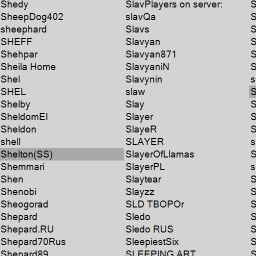 Shedy
SheepDog402
sheephard
SHEFF
Shehpar
Sheila Home
Shel
SHEL
Shelby
SheldomEl
Sheldon
shell
Shelton(SS)
Shemmari
Shen
Shenobi
Sheogorad
Shepard
Shepard.RU
Shepard70Rus
Shepard89
SlavPlayers on server:
slavQa
Slavs
Slavyan
Slavyan871
SlavyaniN
Slavynin
slaw
Slay
Slayer
SlayeR
SLAYER
SlayerOfLlamas
SlayerPL
Slaytear
Slayzz
SLD TBOPOr
Sledo
Sledo RUS
SleepiestSix
SLEEPING ART